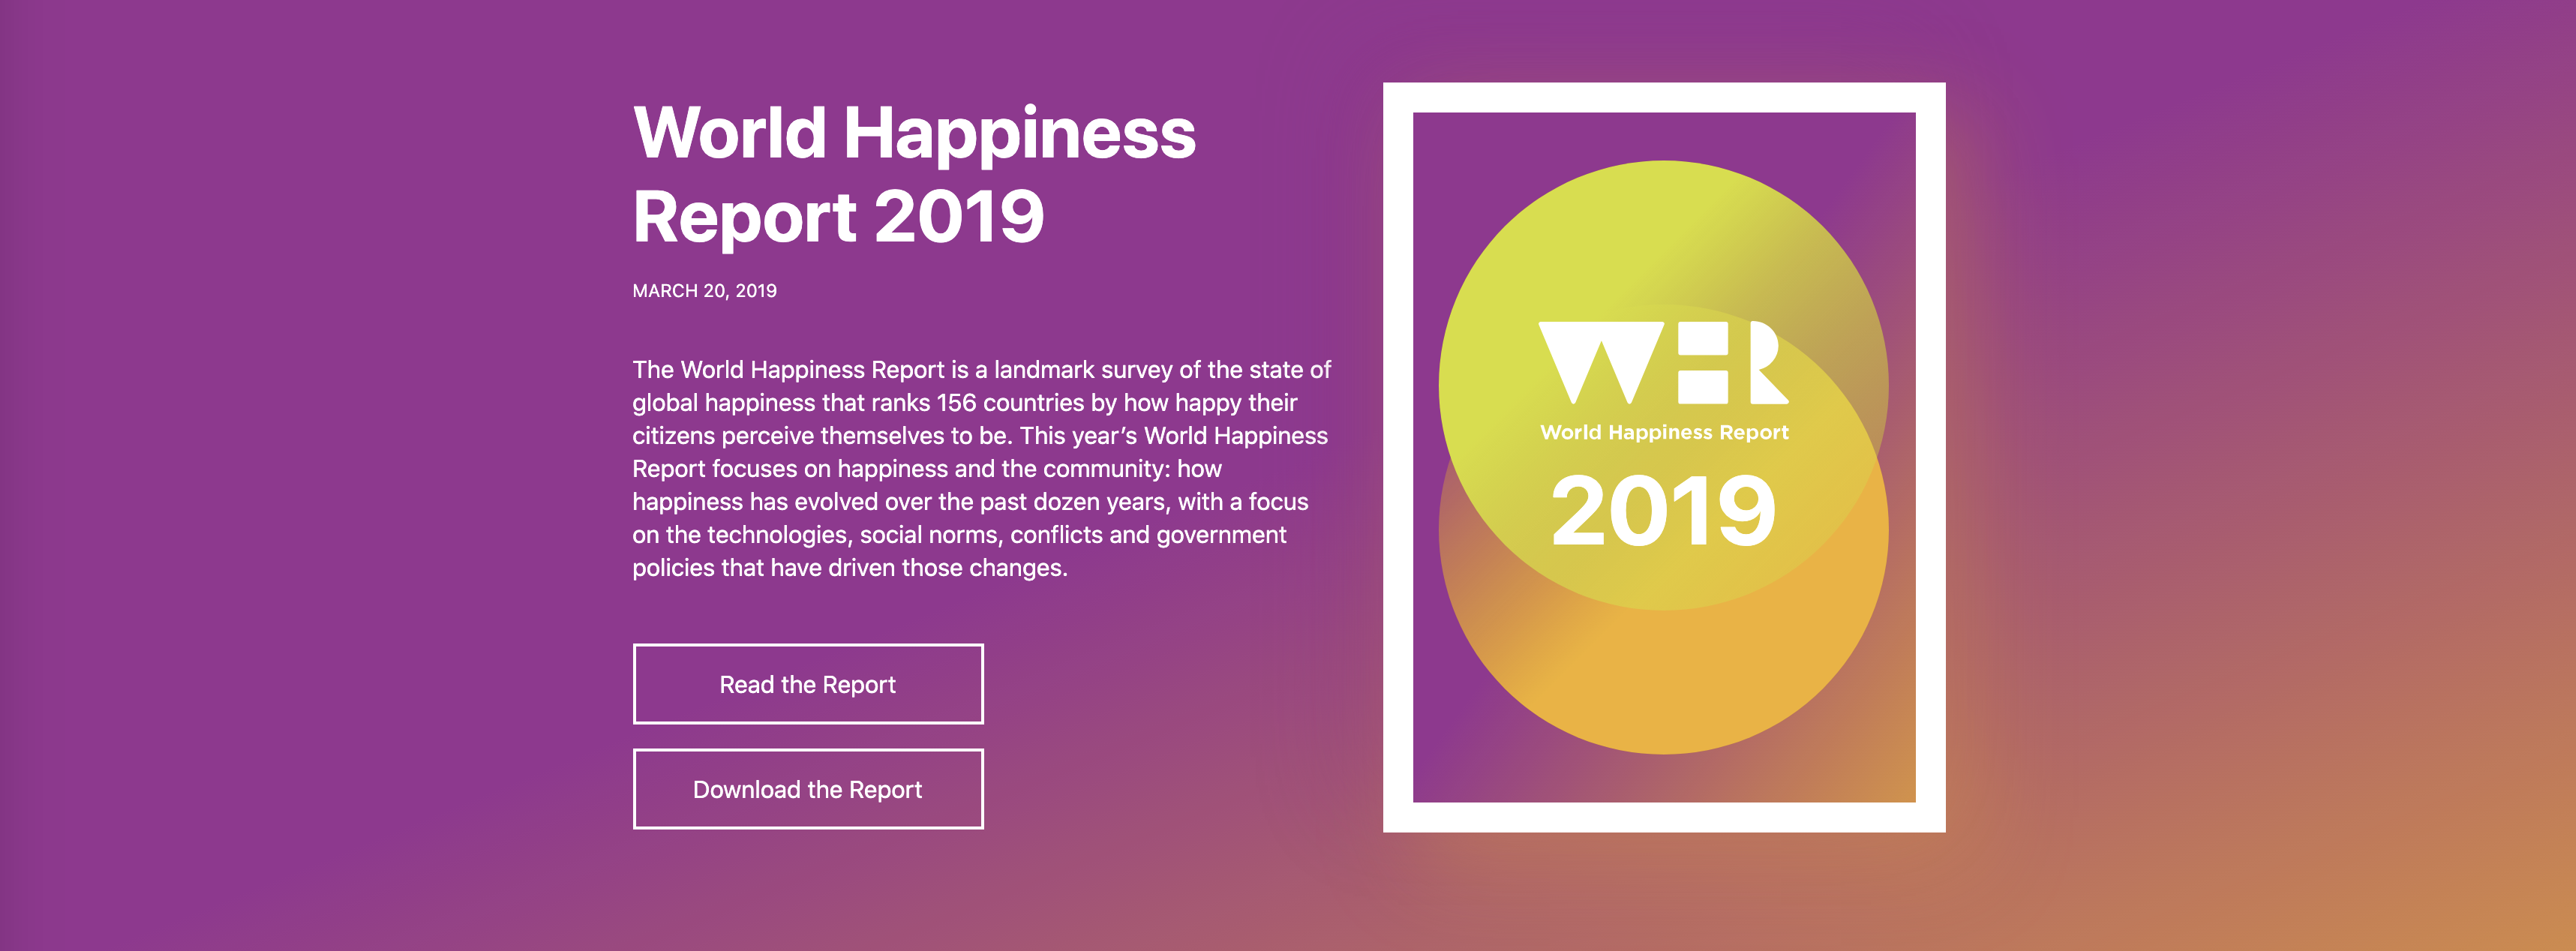 World Happiness
Report 2019
MARCH 20, 2019
The World Happiness Report is a landmark survey of the state of
global happiness that ranks 156 countries by how happy their
citizens perceive themselves to be. This year’s World Happiness
Report focuses on happiness and the community: how
happiness has evolved over the past dozen years, with a focus
on the technologies, social norms, conflicts and government
policies that have driven those changes.
Read the Report
Download the Report
WHR
World Happiness Report
2019